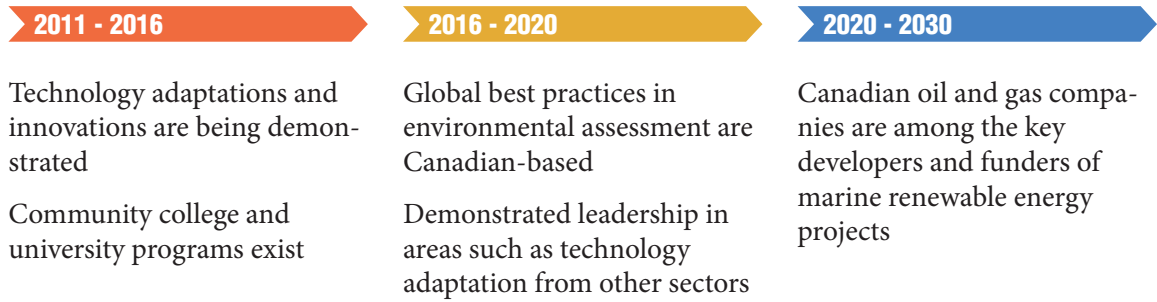 2011 - 2016
Technology adaptations and
innovations are being demon-
strated
Community college and
university programs exist
2016 - 2020
Global best practices in
environmental assessment are
Canadian-based
Demonstrated leadership in
areas such as technology
adaptation from other sectors
2020 - 2030
Canadian oil and gas compa-
nies are among the key
developers and funders of
marine renewable energy
projects